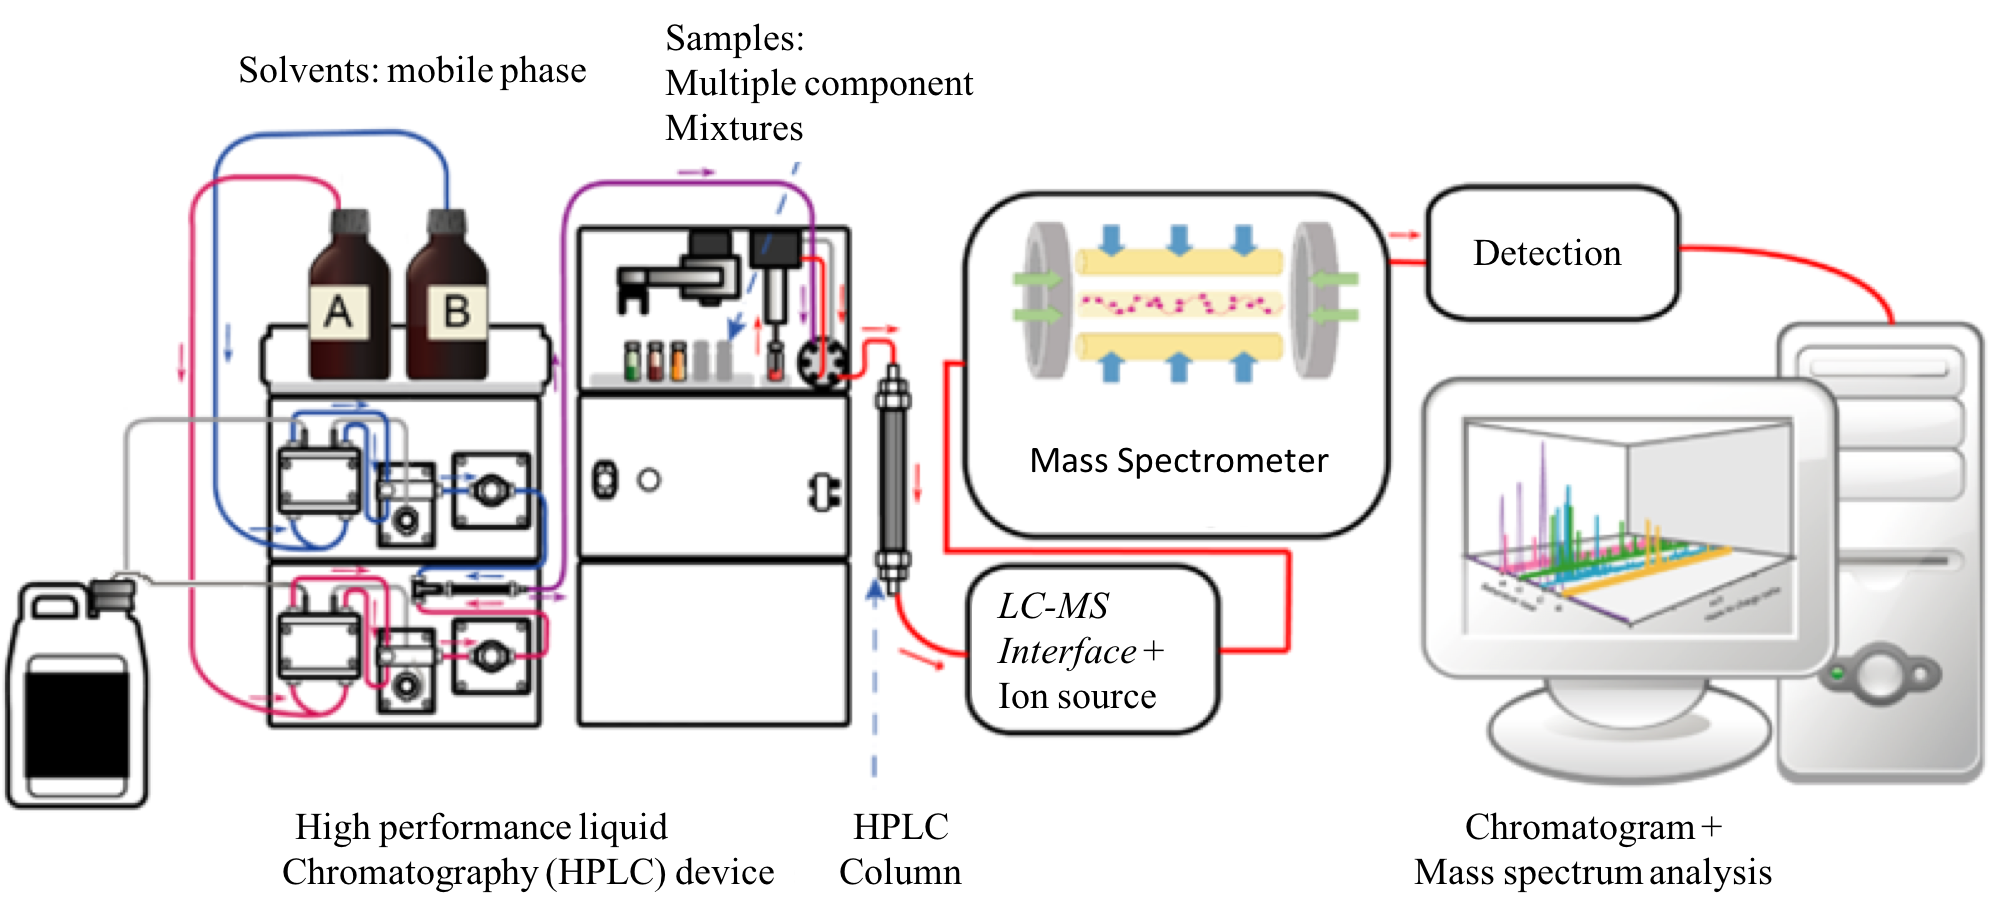 Solvents: mobile phase
Samples:
Multiple component
Mixtures
A
B
Mass Spectrometer
Detection
LC-MS
Interface +
Ion source
High performance liquid
Chromatography (HPLC) device
HPLC
Column
Chromatogram +
Mass spectrum analysis